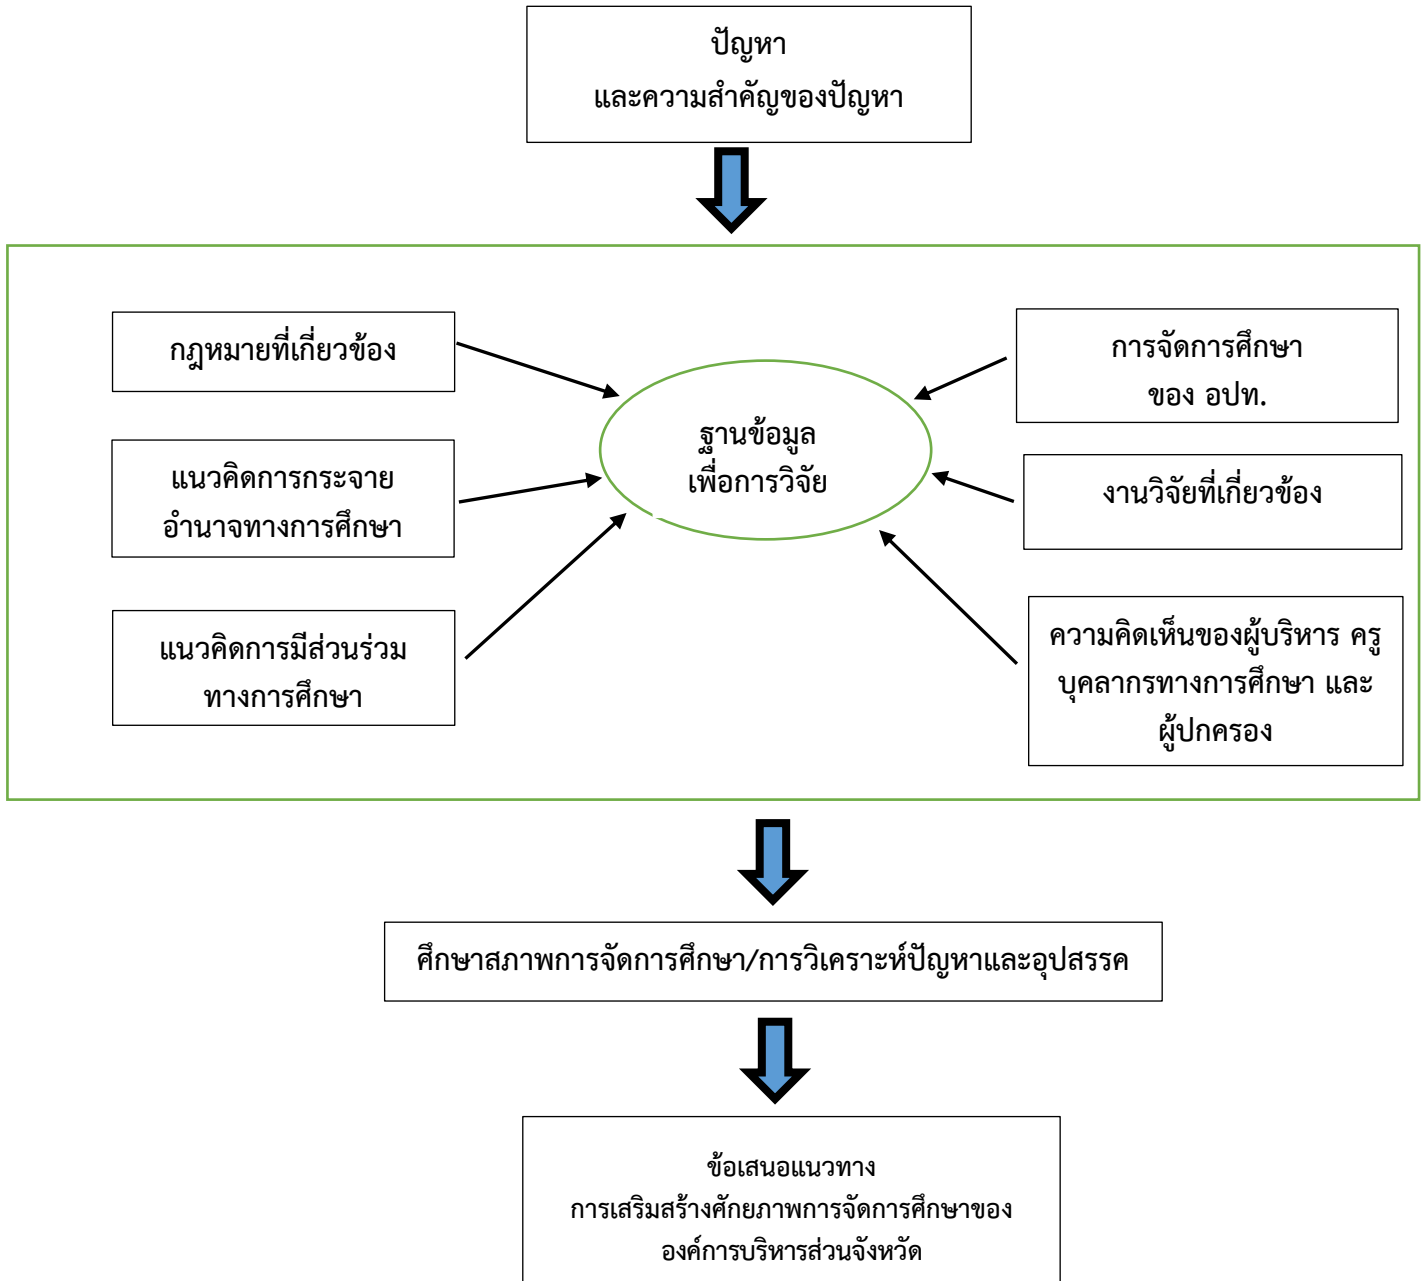 ปัญหา
และความสำคัญของปัญหา
กฎหมายที่เกี่ยวข้อง
แนวคิดการกระจาย
อำนาจทางการศึกษา
แนวคิดการมีส่วนร่วม
ทางการศึกษา
ฐานข้อมูล
เพื่อการวิจัย
การจัดการศึกษา
ของ อปท.
งานวิจัยที่เกี่ยวข้อง
ความคิดเห็นของผู้บริหาร ครู
บุคลากรทางการศึกษา และ
ผู้ปกครอง
ศึกษาสภาพการจัดการศึกษา/การวิเคราะห์ปัญหาและอุปสรรค
ข้อเสนอแนวทาง
การเสริมสร้างศักยภาพการจัดการศึกษาของ
องค์การบริหารส่วนจังหวัด